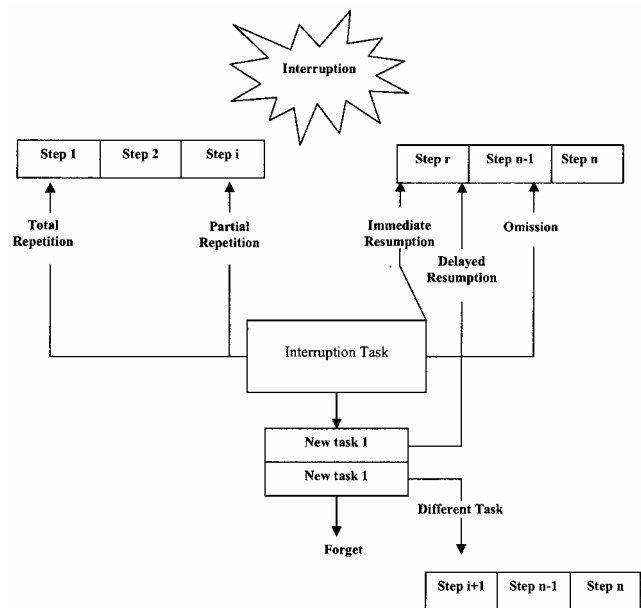 Interruption
Step 1 Step 2 Step i
Step r Step n-1 Step n
Total
Repetition
Partial
Repetition
Immediate
Resumption
Omission
Delayed
Resumption
Interruption Task
New task 1
New task 1
Different Task
Forget
Step i+1 Step n-1 Step n